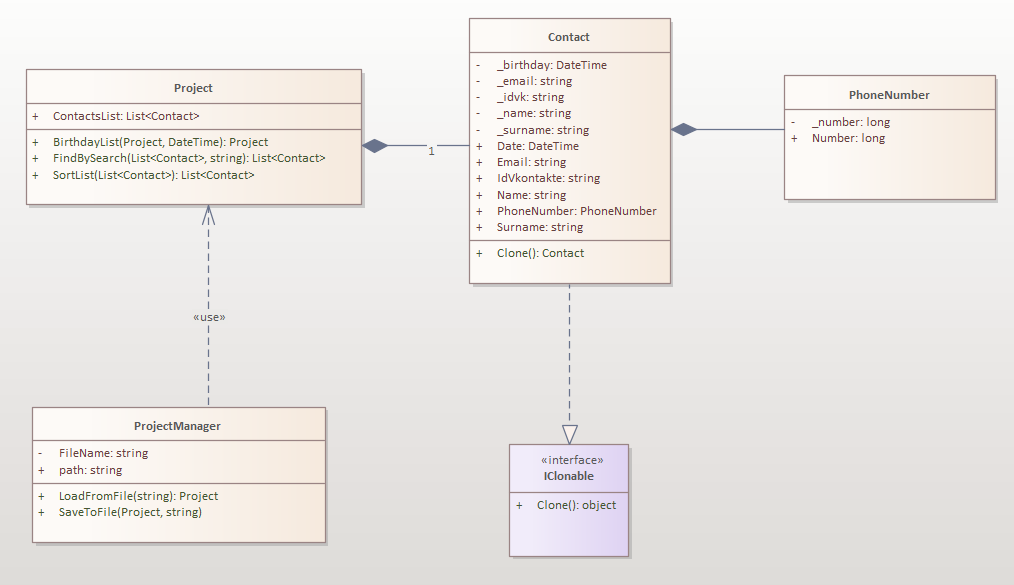 Project
+ ContactsList: List<Contact>
+ BirthdayList(Project, DateTime): Project
+ FindBySearch(List<Contact>, string): List<Contact>
+ SortList(List<Contact>): List<Contact>
1
Contact
- _birthday: DateTime
- _email: string
- _idvk: string
- _name: string
- _surname: string
+ Date: DateTime
+ Email: string
+ IdVkontakte: string
+ Name: string
+ PhoneNumber: PhoneNumber
+ Surname: string
+ Clone(): Contact
PhoneNumber
- _number: long
+ Number: long
«use»
ProjectManager
- FileName: string
+ path: string
+ LoadFromFile(string): Project
+ SaveToFile(Project, string)
«interface»
IClonable
+ Clone(): object